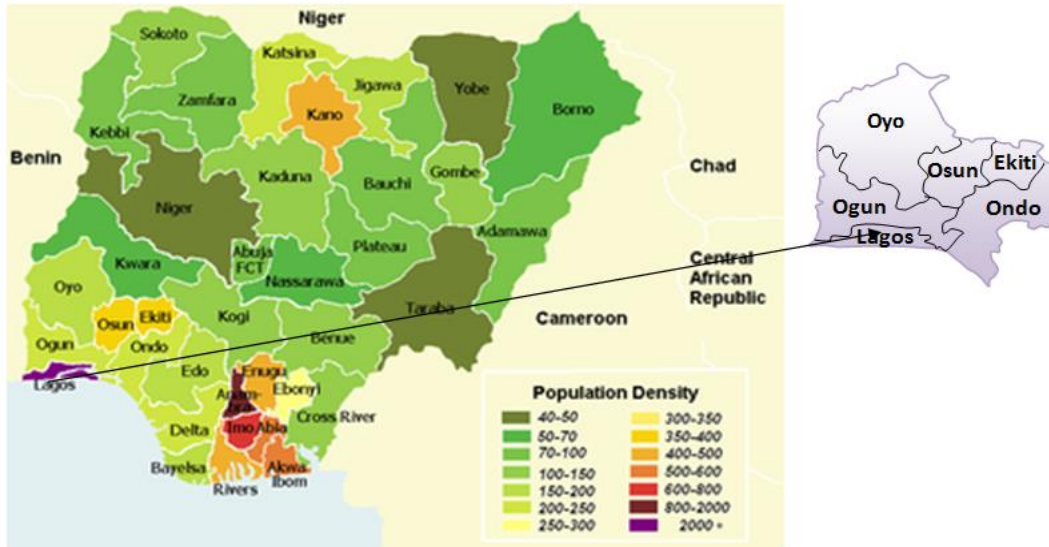 Niger
Sokoto
Katsina
Jigawa
Yobe
Borno
Zamfara
Kano
Kebbi
Benin
Chad
Kaduna
Gombe
Bauchi
Niger
Adamawa
Plateau
Abuja
FCT
Kwara
Nassarawa
Central
African
Republic
Oyo
Taraba
Kogi
Cameroon
Osun
Ekiti
Benue
Ogun
Ondo
Edo
Enugu
Lagos
Ebonyi
Anam-
bra
Cross River
Imo
Abia
Delta
Akwa
Ibom
Bayelsa
Rivers
Population Density
40-50
50-70
70-100
100-150
150-200
200-250
250-300
300-350
350-400
400-500
500-600
600-800
800-2000
2000 +
Oyo
Osun
Ekiti
Ogun
Ondo
Lagos